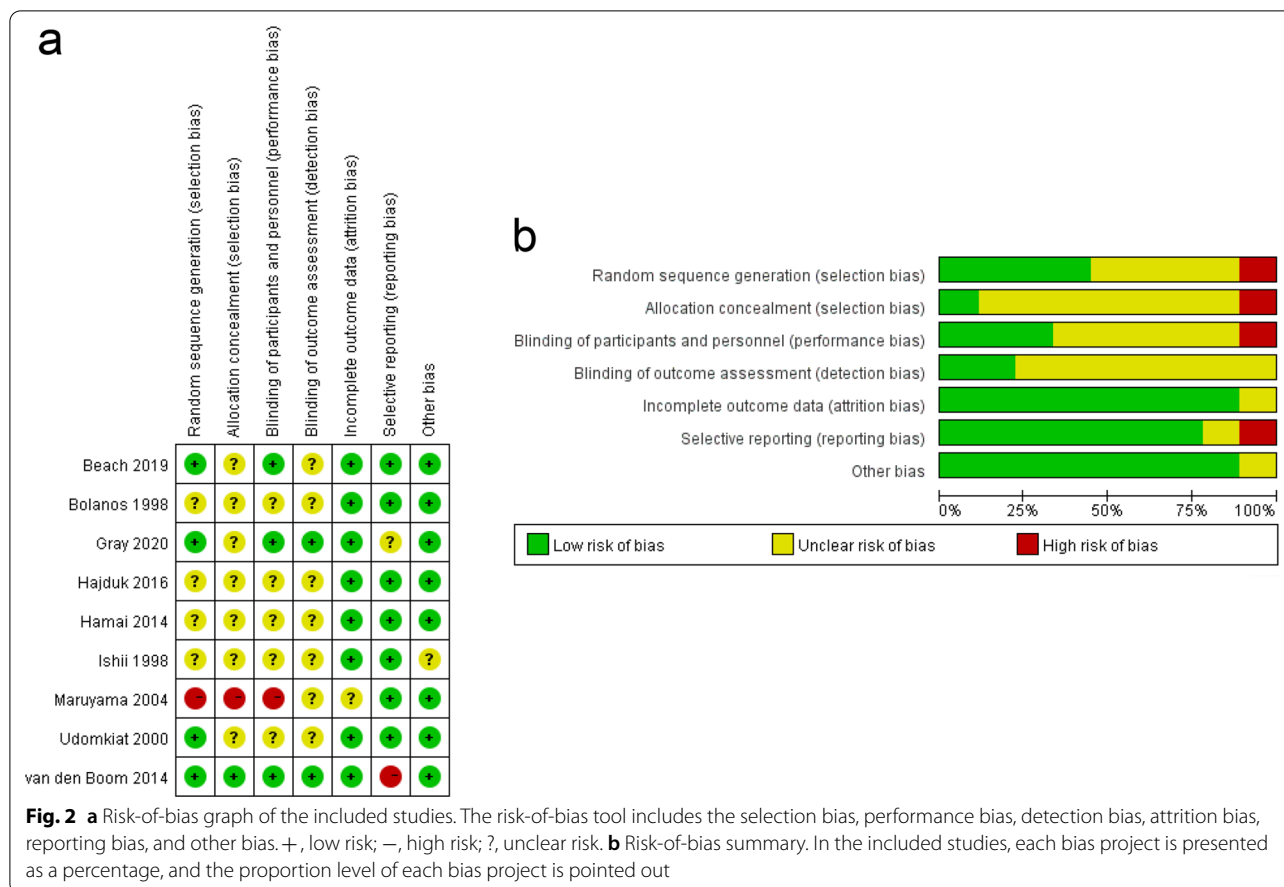 a
Random sequence generation (selection bias)
Allocation concealment (selection bias)
Blinding of participants and personnel (performance bias)
Blinding of outcome assessment (detection bias)
Incomplete outcome data (attrition bias)
Selective reporting (reporting bias)
Other bias
Beach 2019 + ? + ? + + +
Bolanos 1998 ? ? ? ? + + +
Gray 2020 + ? + + + ? +
Hajduk 2016 ? ? ? ? + + +
Hamai 2014 ? ? ? ? + + +
Ishii 1998 ? ? ? ? + + ?
Maruyama 2004 - - - ? ? + +
Udomkiat 2000 + ? ? ? + + +
van den Boom 2014 + + + + + - +
b
Random sequence generation (selection bias)
Allocation concealment (selection bias)
Blinding of participants and personnel (performance bias)
Blinding of outcome assessment (detection bias)
Incomplete outcome data (attrition bias)
Selective reporting (reporting bias)
Other bias
0% 25% 50% 75% 100%
Low risk of bias Unclear risk of bias High risk of bias
Fig. 2 a Risk-of-bias graph of the included studies. The risk-of-bias tool includes the selection bias, performance bias, detection bias, attrition bias,
reporting bias, and other bias. +, low risk; −, high risk; ?, unclear risk. b Risk-of-bias summary. In the included studies, each bias project is presented
as a percentage, and the proportion level of each bias project is pointed out